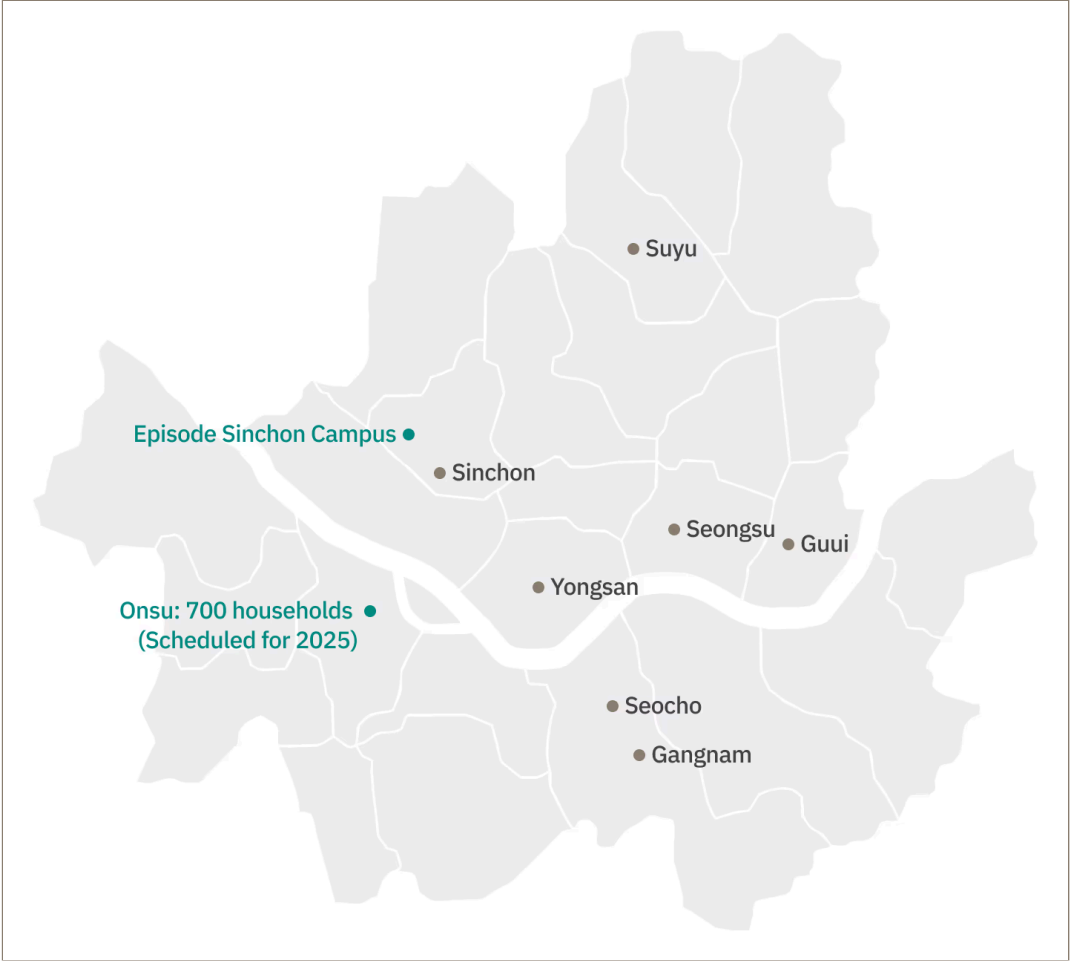 Suyu
Episode Sinchon Campus
Sinchon
Seongsu
Guui
Yongsan
Onsu: 700 households
(Scheduled for 2025)
Seocho
Gangnam